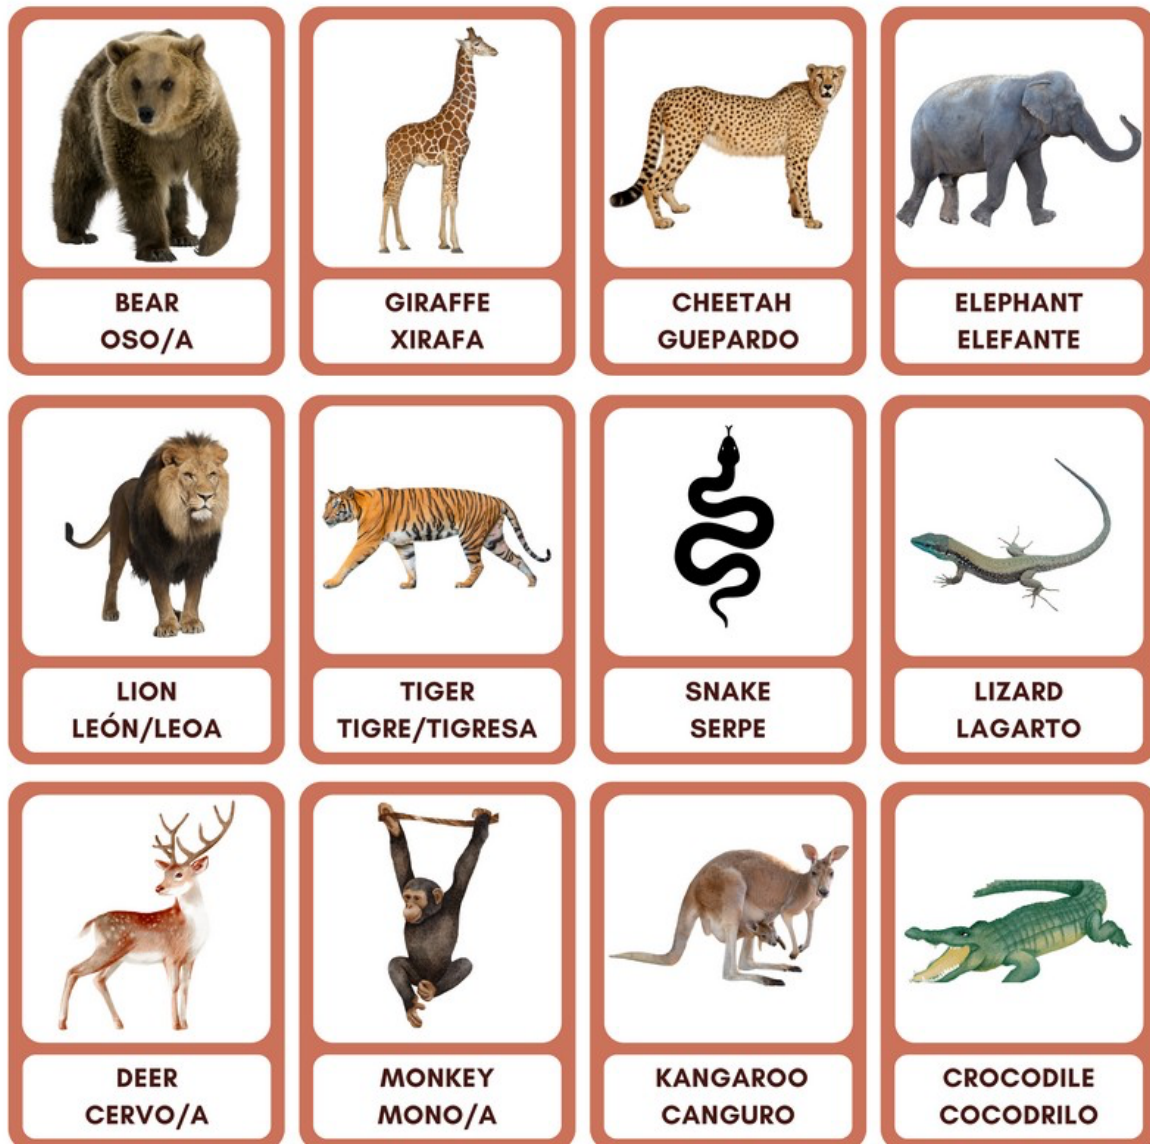 BEAR
OSO/A
GIRAFFE
XIRAFA
CHEETAH
GUEPARDO
ELEPHANT
ELEFANTE
LION
LEÓN/LEOA
TIGER
TIGRE/TIGRESA
SNAKE
SERPE
LIZARD
LAGARTO
DEER
CERVO/A
MONKEY
MONO/A
KANGAROO
CANGURO
CROCODILE
COCODRILO